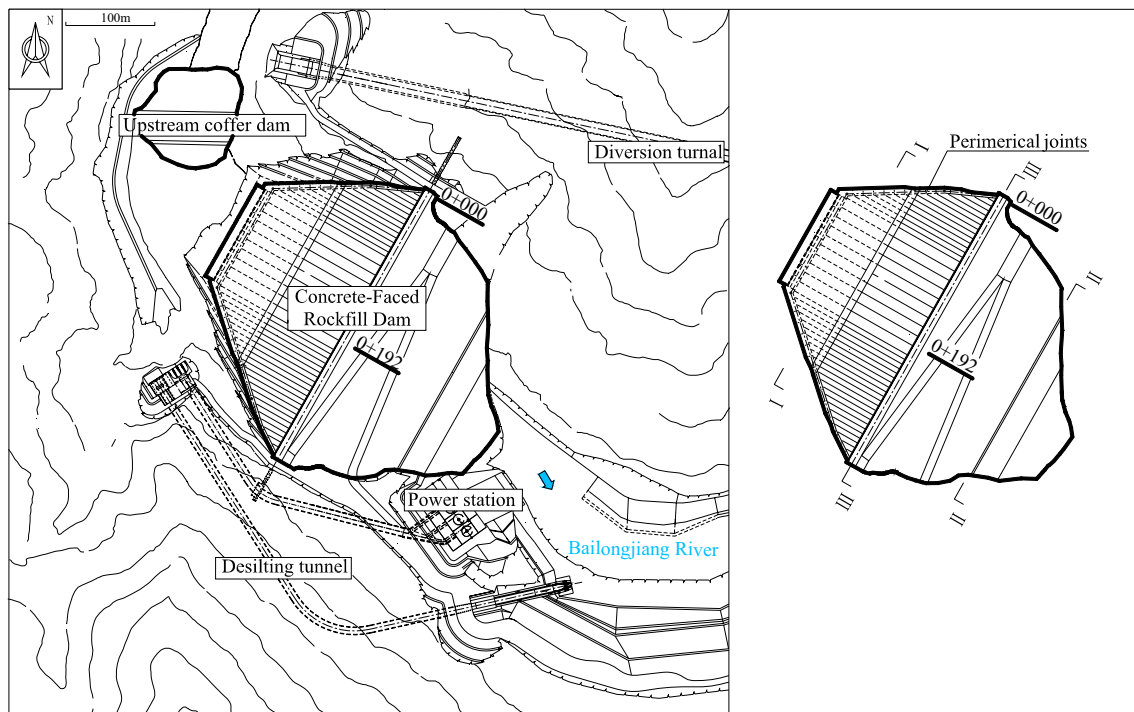 N
100m
Upstream coffer dam
Diversion turnal
0+000
Concrete-Faced
Rockfill Dam
0+192
Power station
Bailongjiang River
Desilting tunnel
Perimerical joints
I
III
0+000
II
0+192
I
III
II